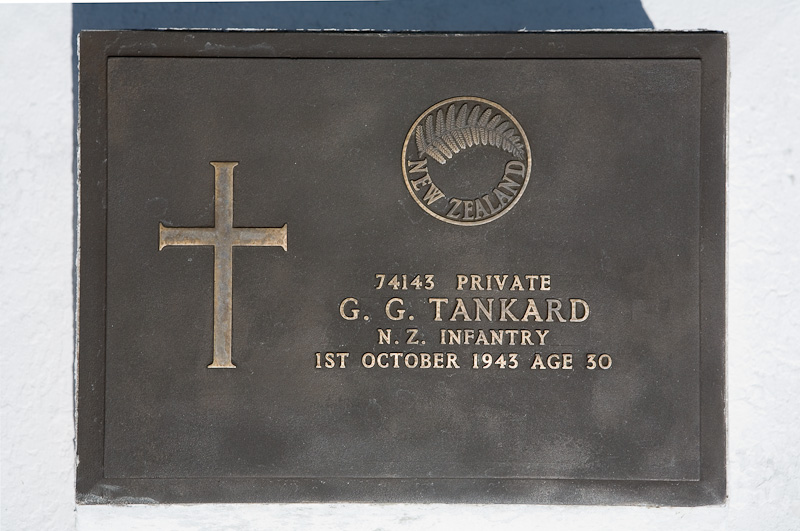 NEW ZEALAND
74143 PRIVATE
G. G. TANKARD
N. Z. INFANTRY
1ST OCTOBER 1943 AGE 30